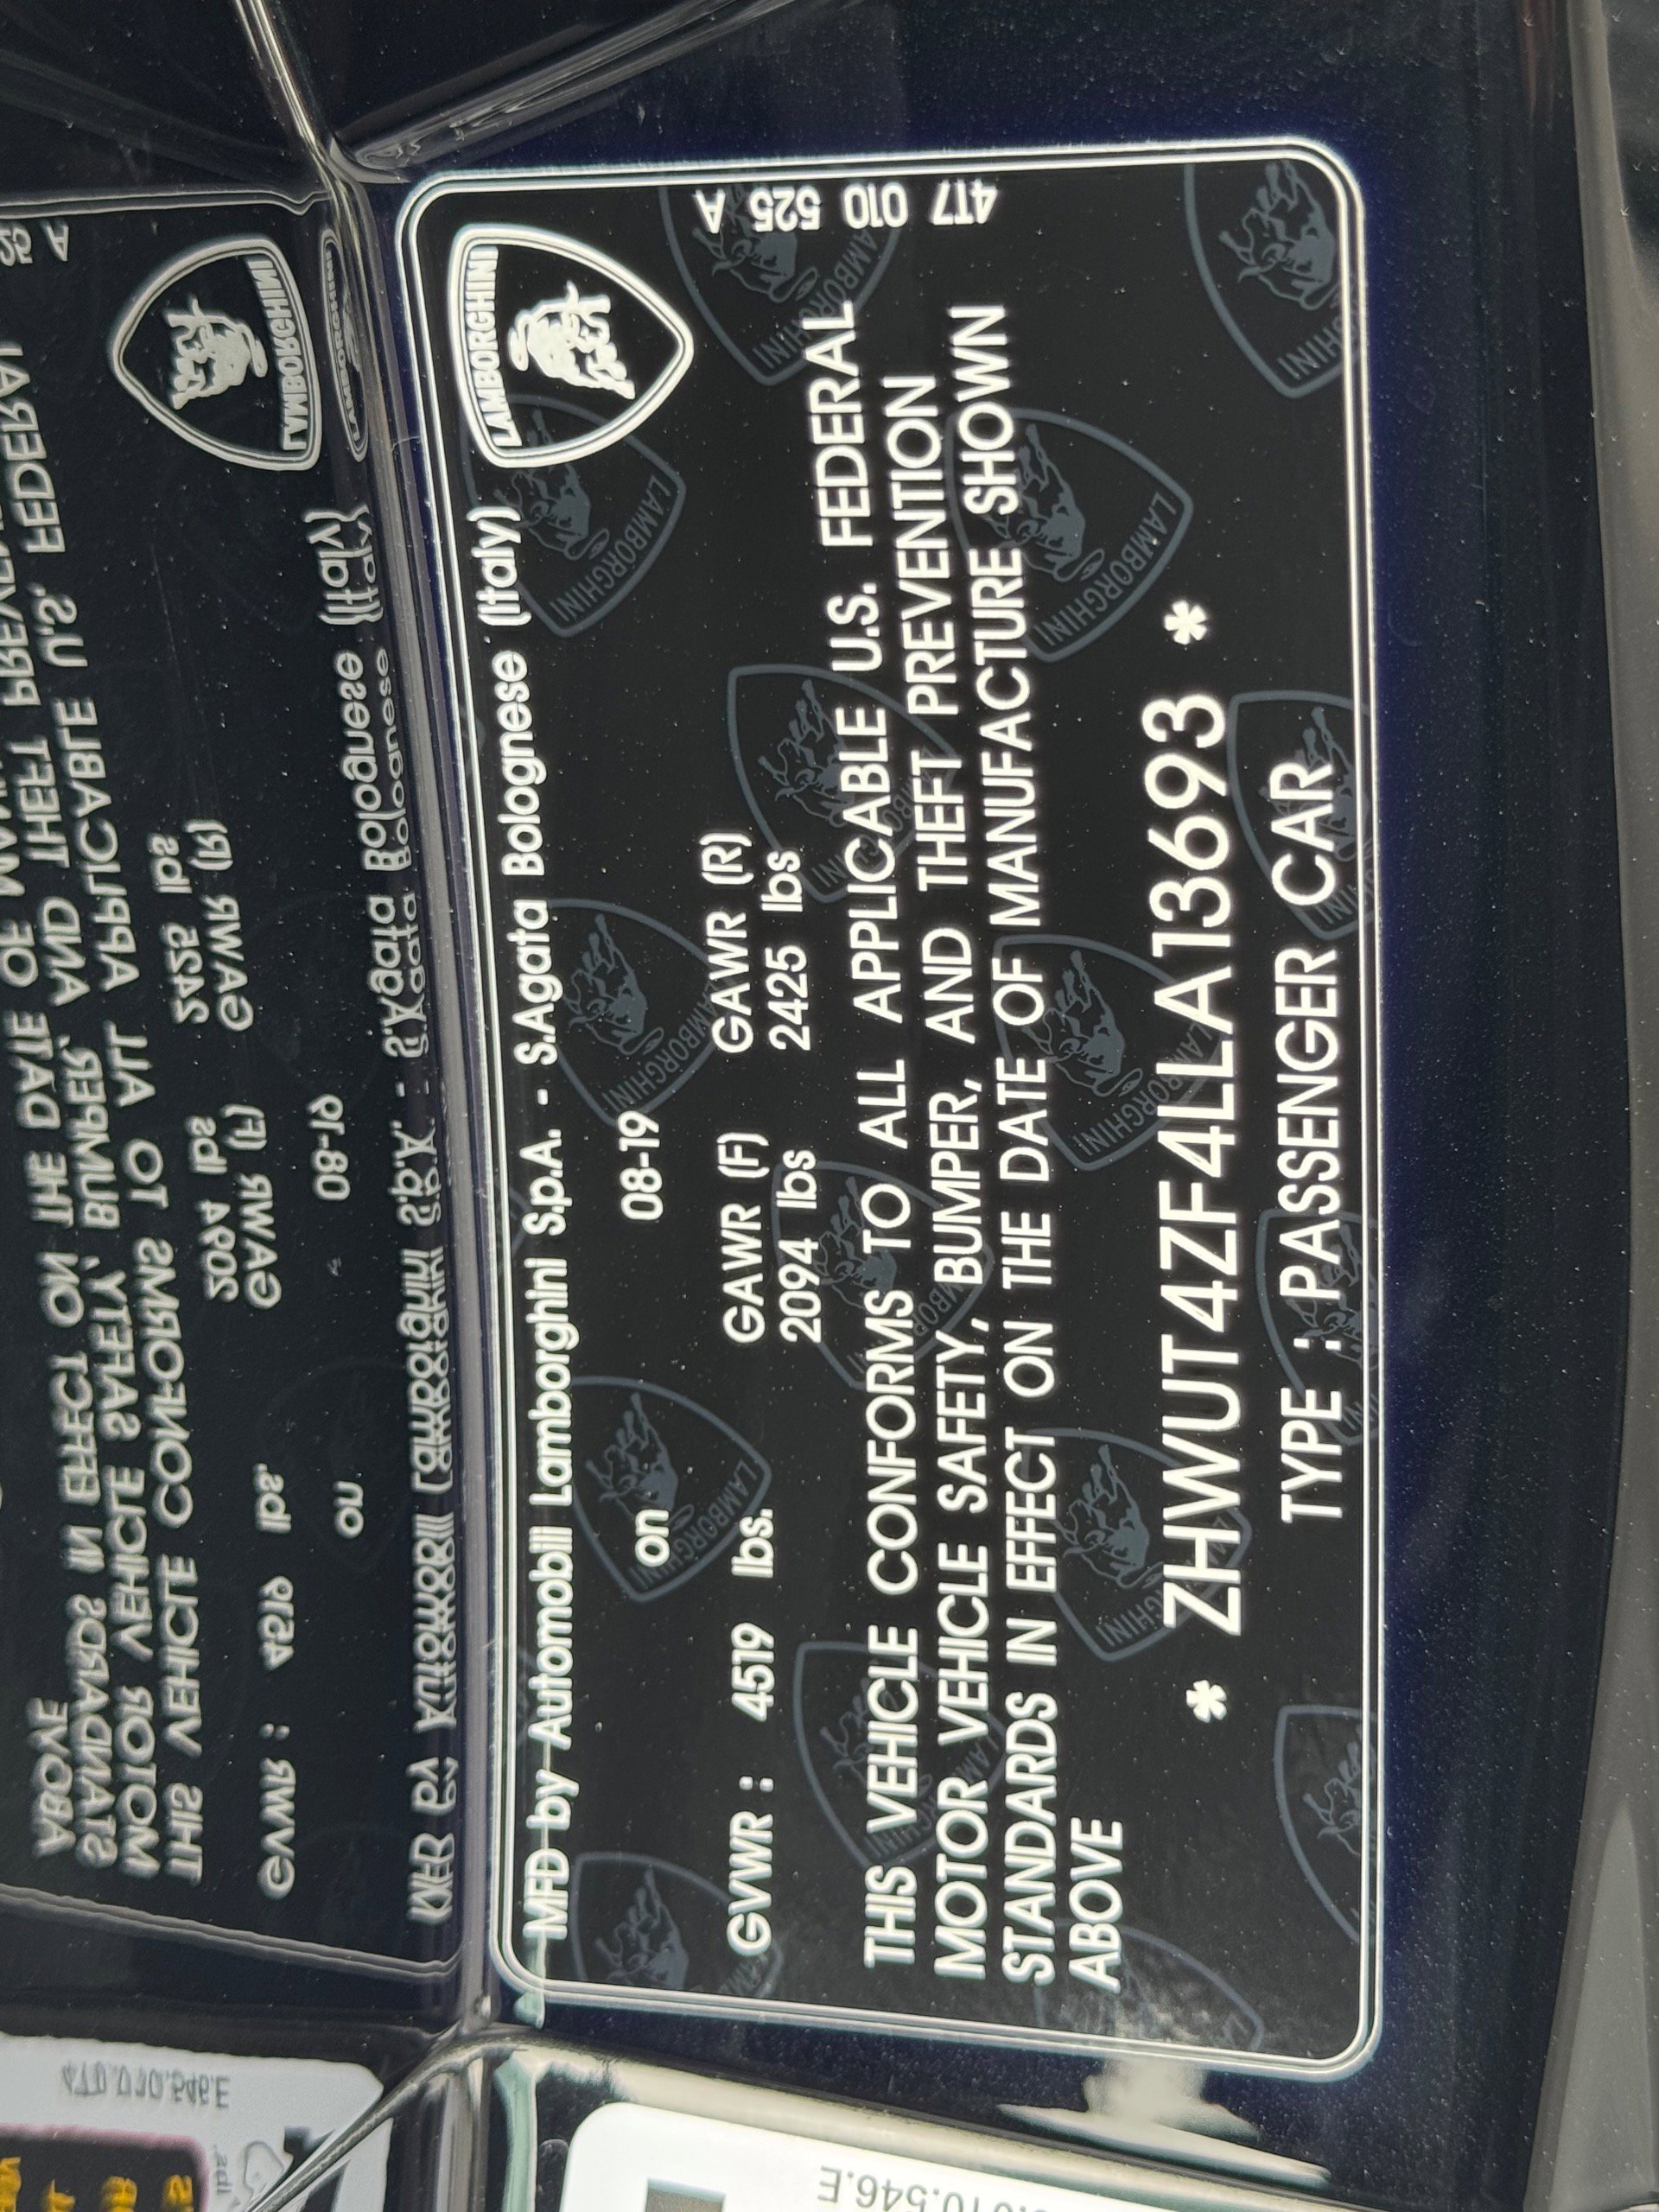 MFD by Automobili Lamborghini S.p.A. - S.Agata Bolognese (Italy)
LAMBORGHINI
on 08-19
GVWR : 4519 lbs. GAWR (F) GAWR (R)
2094 lbs 2425 lbs
4T7 010 525 A
THIS VEHICLE CONFORMS TO ALL APPLICABLE U.S. FEDERAL
MOTOR VEHICLE SAFETY, BUMPER, AND THEFT PREVENTION
STANDARDS IN EFFECT ON THE DATE OF MANUFACTURE SHOWN
ABOVE
* ZHWUT4ZF4LLA13693 *
TYPE : PASSENGER CAR